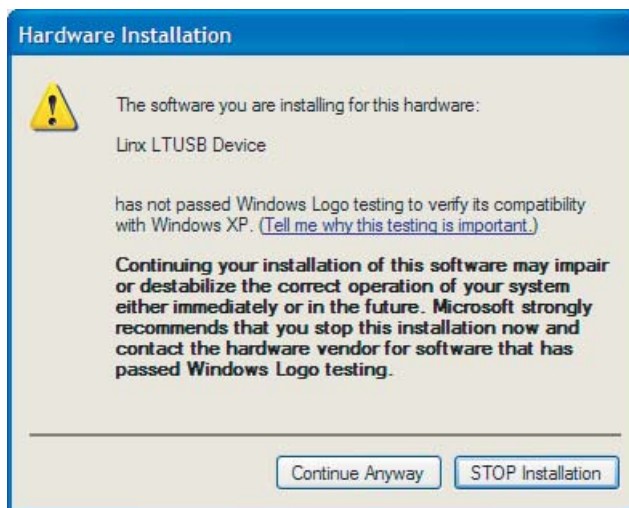 Hardware Installation
The software you are installing for this hardware:
Linx LTUSB Device
has not passed Windows Logo testing to verify its compatibility
with Windows XP. (Tell me why this testing is important.)
Continuing your installation of this software may impair
or destabilize the correct operation of your system
either immediately or in the future. Microsoft strongly
recommends that you stop this installation now and
contact the hardware vendor for software that has
passed Windows Logo testing.
Continue Anyway
STOP Installation